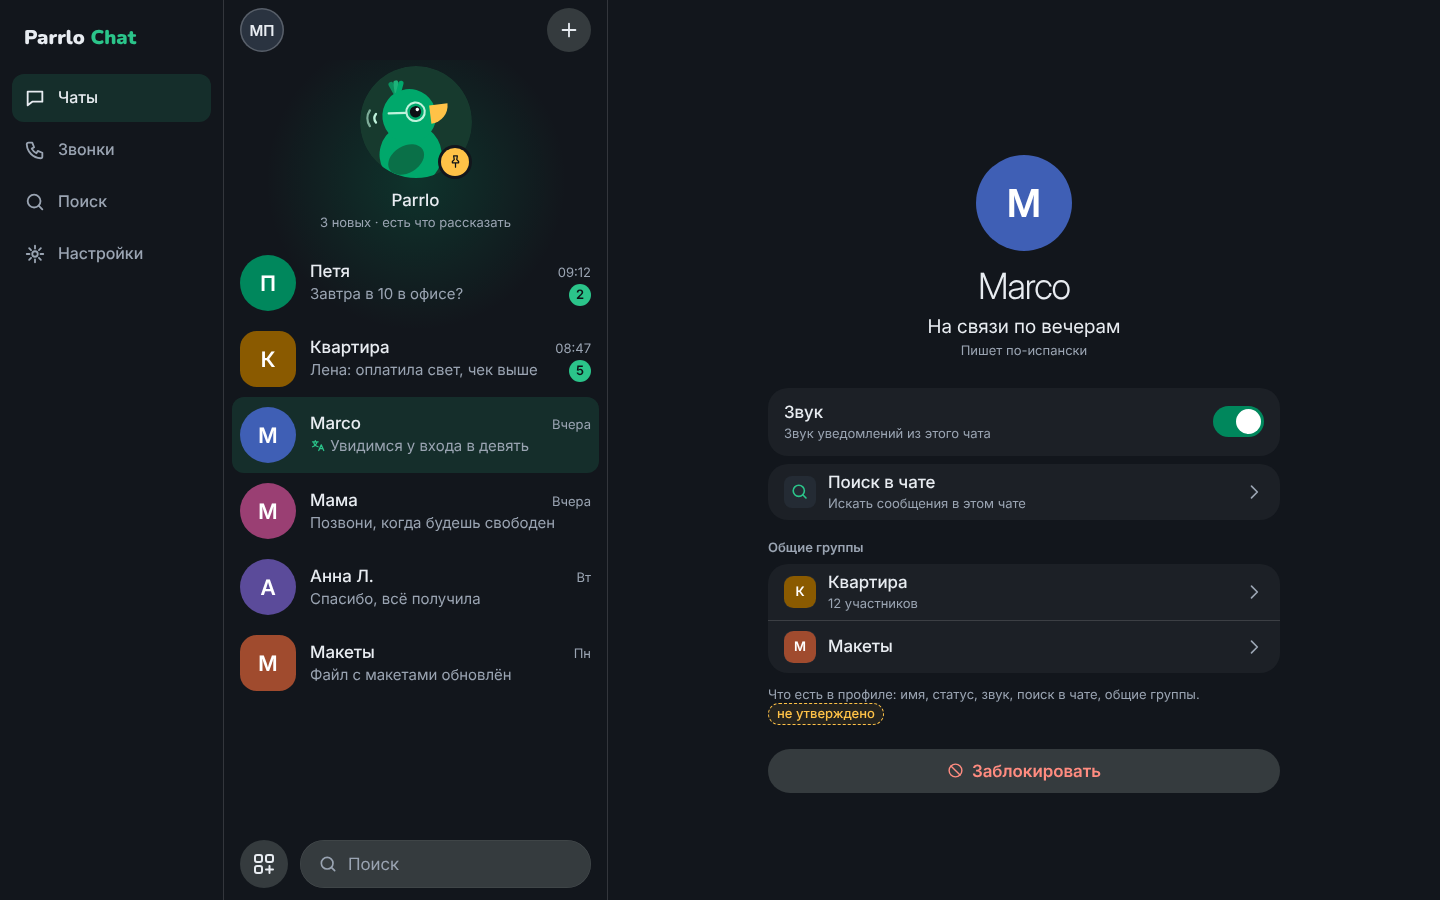 Parrlo Chat
Чаты
Звонки
Поиск
Настройки
МП
Parrlo
3 новых · есть что рассказать
П
Петя
09:12
Завтра в 10 в офисе?
2
К
Квартира
08:47
Лена: оплатила свет, чек выше
5
M
Marco
Вчера
Увидимся у входа в девять
М
Мама
Вчера
Позвони, когда будешь свободен
А
Анна Л.
Вт
Спасибо, всё получила
М
Макеты
Пн
Файл с макетами обновлён
Поиск
M
Marco
На связи по вечерам
Пишет по-испански
Звук
Звук уведомлений из этого чата
Поиск в чате
Искать сообщения в этом чате
Общие группы
К
Квартира
12 участников
М
Макеты
Что есть в профиле: имя, статус, звук, поиск в чате, общие группы.
не утверждено
Заблокировать